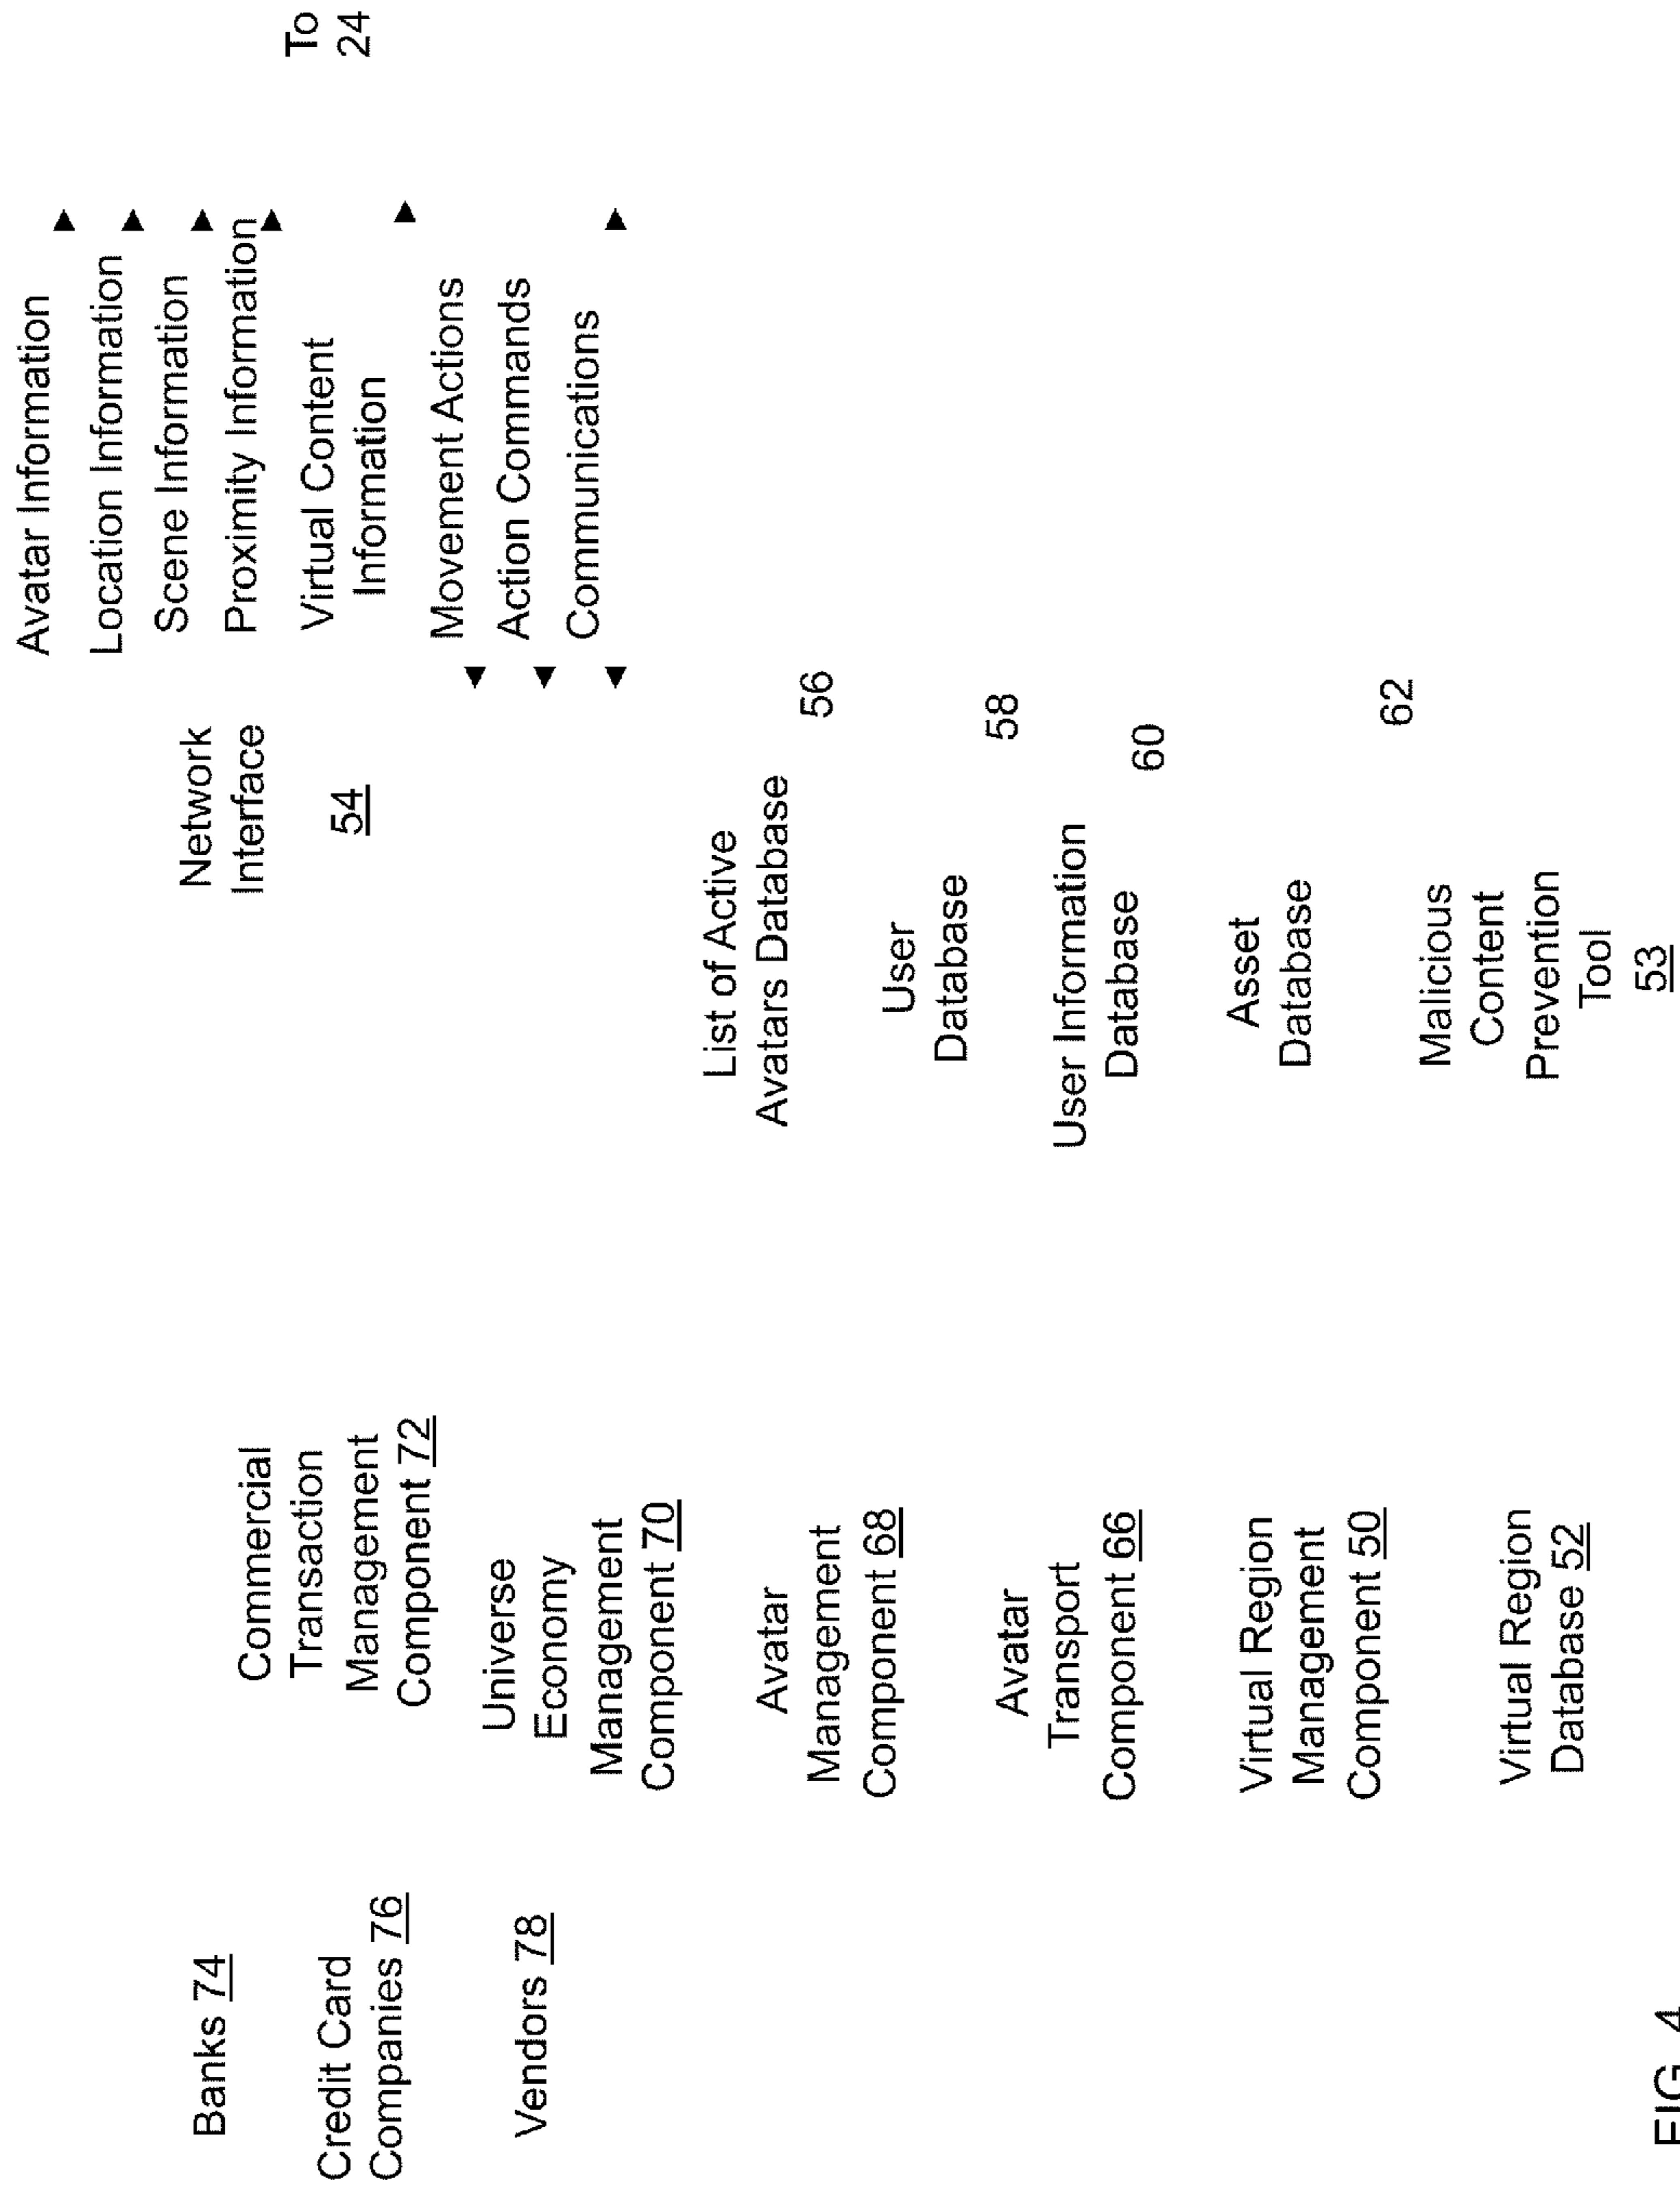 Banks 74
Credit Card
Companies 76
Vendors 78
Commercial
Transaction
Management
Component 72
Universe
Economy
Management
Component 70
Avatar
Management
Component 68
Avatar
Transport
Component 66
Virtual Region
Management
Component 50
Virtual Region
Database 52
Network
Interface
54
List of Active
Avatars Database
56
User
Database
58
User Information
Database
60
Asset
Database
62
Malicious
Content
Prevention
Tool
53
Avatar Information
Location Information
Scene Information
Proximity Information
Virtual Content
Information
Movement Actions
Action Commands
Communications
To
24
FIG. 4